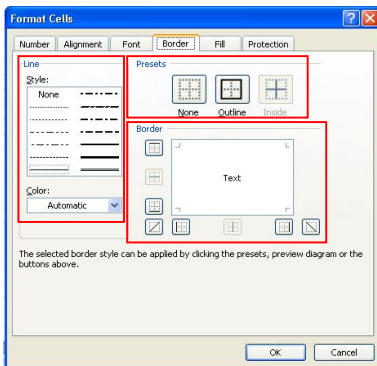 Format Cells
Number Alignment Font Border Fill Protection
Line
Style:
None
Color:
Automatic
Presets
None Outline Inside
Border
Text
The selected border style can be applied by clicking the presets, preview diagram or the
buttons above.
OK Cancel